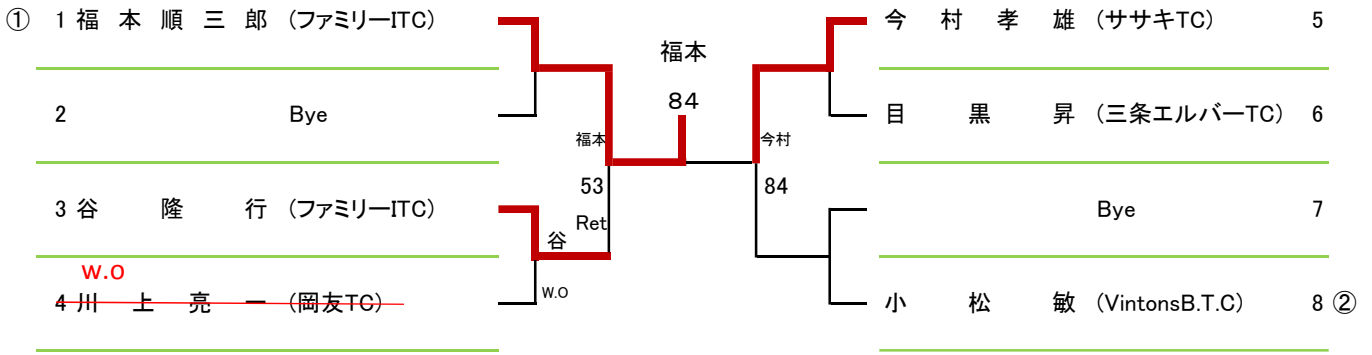 ① 1 福本順三郎 (ファミリーITC)
2 Bye
3 谷隆行 (ファミリーITC)
W.O
4 川上亮一 (岡友TC)
福本
84
福本
53
Ret
谷
W.O
今村
84
今村孝雄 (ササキTC) 5
目黒昇 (三条エルバーTC) 6
Bye 7
小松敏 (VintonsB.T.C) 8 ②